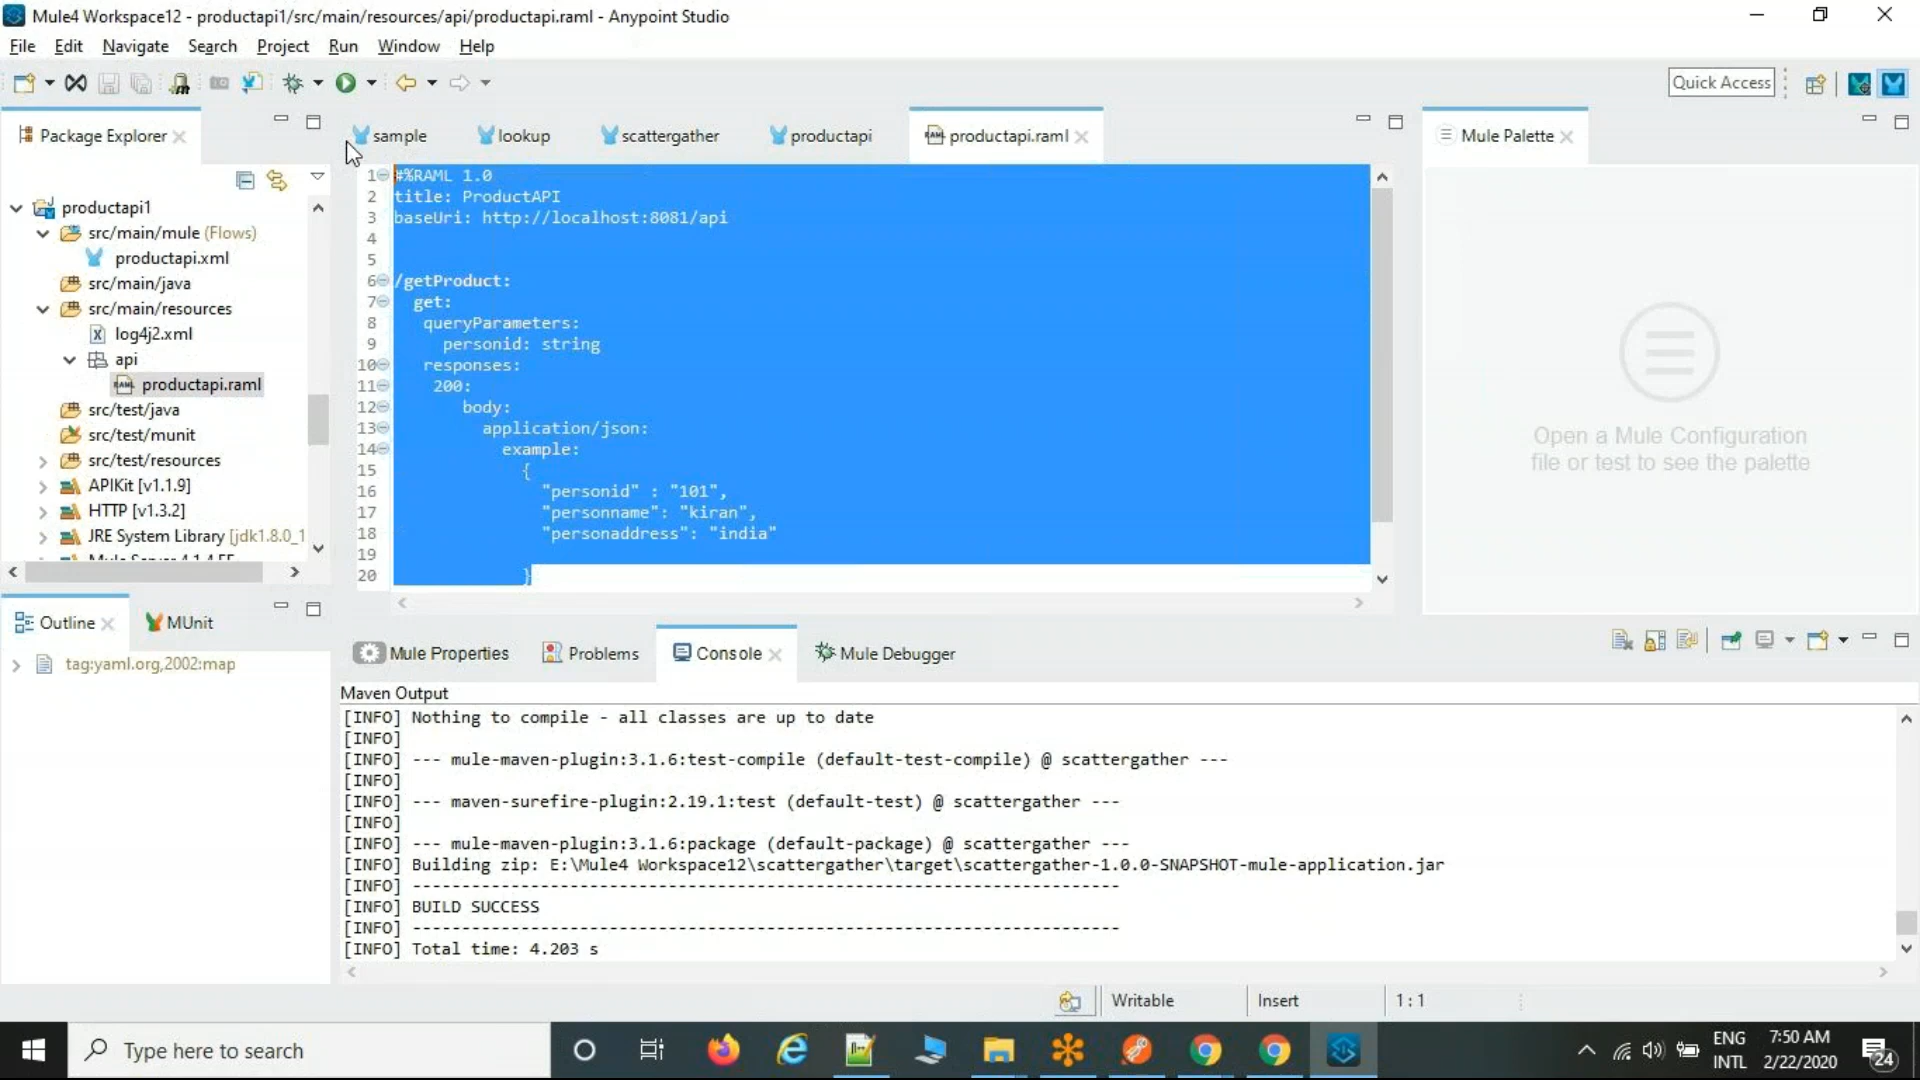 Mule4 Workspace12 - productapi1/src/main/resources/api/productapi.raml - Anypoint Studio
File Edit Navigate Search Project Run Window Help
Quick Access
Package Explorer
sample
lookup
scattergather
productapi
productapi.raml
Mule Palette
productapi1
src/main/mule (Flows)
productapi.xml
src/main/java
src/main/resources
log4j2.xml
api
productapi.raml
src/test/java
src/test/munit
src/test/resources
APIKit [v1.1.9]
HTTP [v1.3.2]
JRE System Library [jdk1.8.0_1
Mule Server 4.1.4 EE
1 #%RAML 1.0
2 title: ProductAPI
3 baseUri: http://localhost:8081/api
4
5
6 /getProduct:
7 get:
8 queryParameters:
9 personid: string
10 responses:
11 200:
12 body:
13 application/json:
14 example:
15 {
16 "personid" : "101",
17 "personname": "kiran",
18 "personaddress": "india"
19
20 }
Open a Mule Configuration
file or test to see the palette
Outline
MUnit
tag:yaml.org,2002:map
Mule Properties
Problems
Console
Mule Debugger
Maven Output
[INFO] Nothing to compile - all classes are up to date
[INFO]
[INFO] --- mule-maven-plugin:3.1.6:test-compile (default-test-compile) @ scattergather ---
[INFO]
[INFO] --- maven-surefire-plugin:2.19.1:test (default-test) @ scattergather ---
[INFO]
[INFO] --- mule-maven-plugin:3.1.6:package (default-package) @ scattergather ---
[INFO] Building zip: E:\Mule4 Workspace12\scattergather\target\scattergather-1.0.0-SNAPSHOT-mule-application.jar
[INFO] ------------------------------------------------------------------------
[INFO] BUILD SUCCESS
[INFO] ------------------------------------------------------------------------
[INFO] Total time: 4.203 s
Writable
Insert
1 : 1
Type here to search
ENG
INTL
7:50 AM
2/22/2020
24